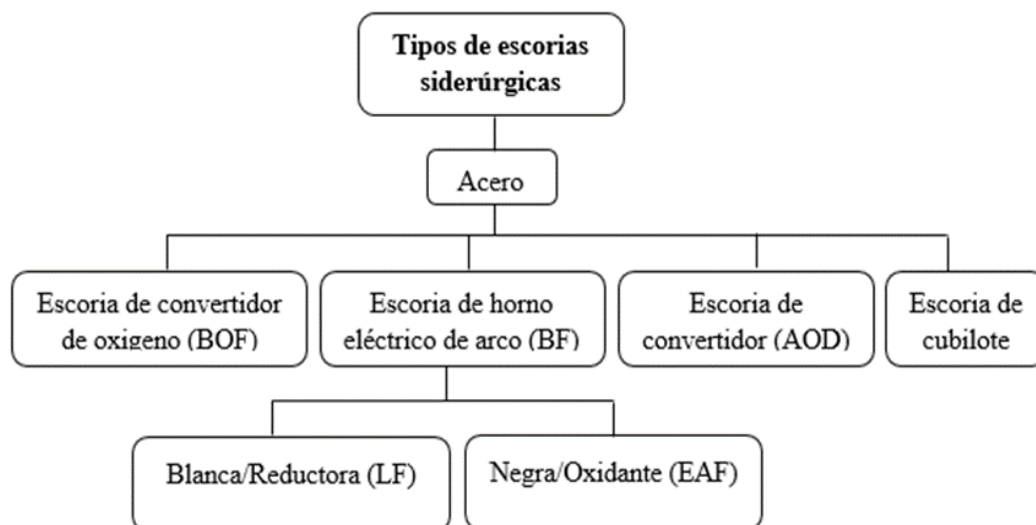 Tipos de escorias
siderúrgicas
Acero
Escoria de convertidor
de oxigeno (BOF)
Escoria de horno
eléctrico de arco (BF)
Escoria de
convertidor (AOD)
Escoria de
cubilote
Blanca/Reductora (LF)
Negra/Oxidante (EAF)